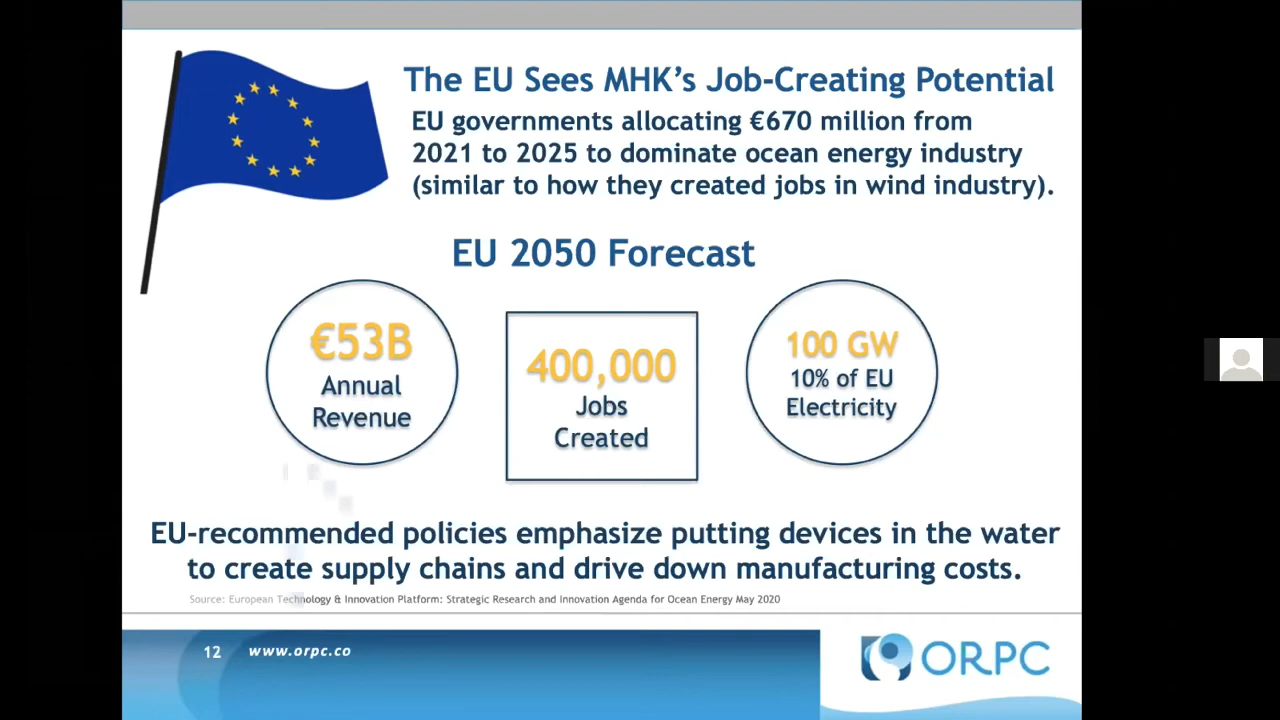 The EU Sees MHK's Job-Creating Potential
EU governments allocating €670 million from
2021 to 2025 to dominate ocean energy industry
(similar to how they created jobs in wind industry).
EU 2050 Forecast
€53B
Annual
Revenue
400,000
Jobs
Created
100 GW
10% of EU
Electricity
EU-recommended policies emphasize putting devices in the water
to create supply chains and drive down manufacturing costs.
Source: European Technology & Innovation Platform: Strategic Research and Innovation Agenda for Ocean Energy May 2020
12 www.orpc.co
ORPC